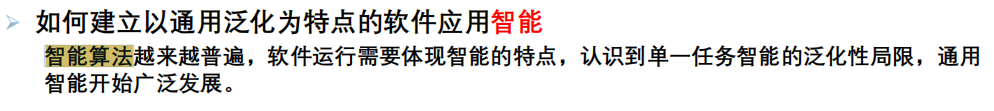 如何建立以通用泛化为特点的软件应用智能
智能算法越来越普遍，软件运行需要体现智能的特点，认识到单一任务智能的泛化性局限，通用
智能开始广泛发展。